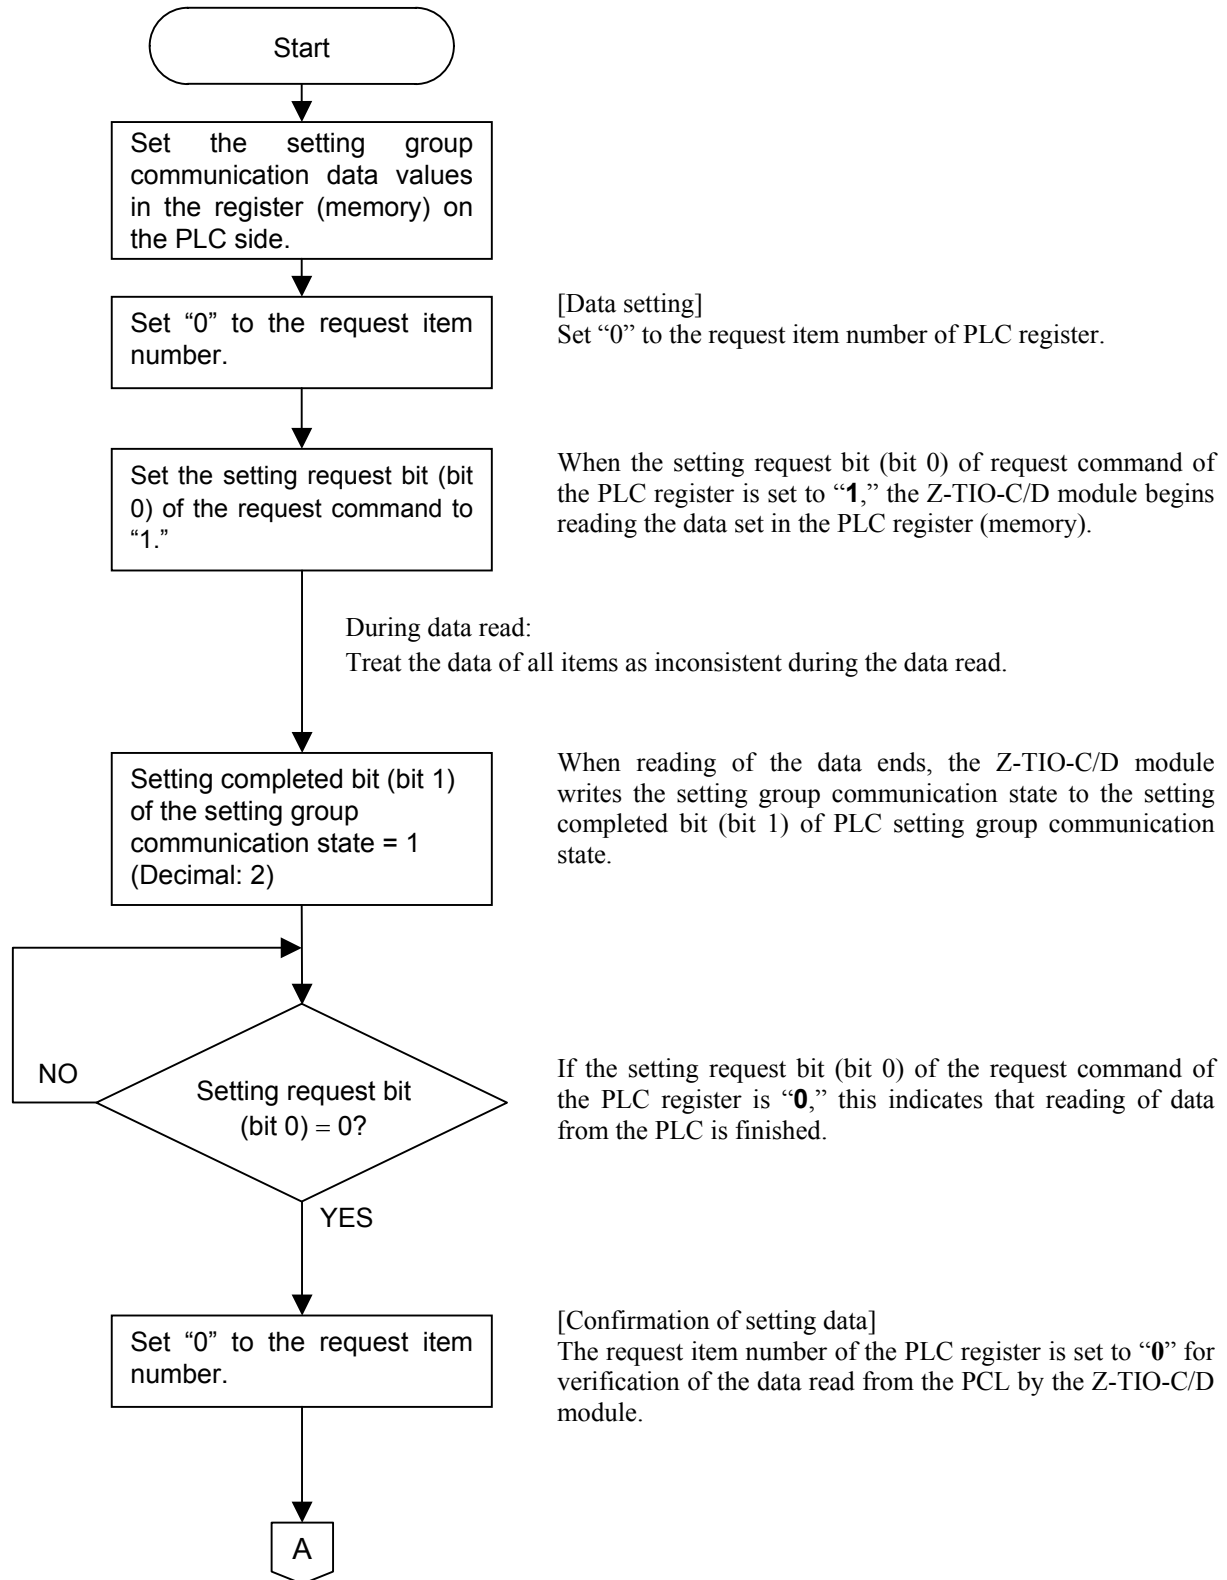 Start
Set the setting group
communication data values
in the register (memory) on
the PLC side.
Set “0” to the request item
number.
[Data setting]
Set “0” to the request item number of PLC register.
Set the setting request bit (bit
0) of the request command to
“1.”
When the setting request bit (bit 0) of request command of
the PLC register is set to “1,” the Z-TIO-C/D module begins
reading the data set in the PLC register (memory).
During data read:
Treat the data of all items as inconsistent during the data read.
Setting completed bit (bit 1)
of the setting group
communication state = 1
(Decimal: 2)
When reading of the data ends, the Z-TIO-C/D module
writes the setting group communication state to the setting
completed bit (bit 1) of PLC setting group communication
state.
NO
Setting request bit
(bit 0) = 0?
YES
If the setting request bit (bit 0) of the request command of
the PLC register is “0,” this indicates that reading of data
from the PLC is finished.
Set “0” to the request item
number.
[Confirmation of setting data]
The request item number of the PLC register is set to “0” for
verification of the data read from the PCL by the Z-TIO-C/D
module.
A